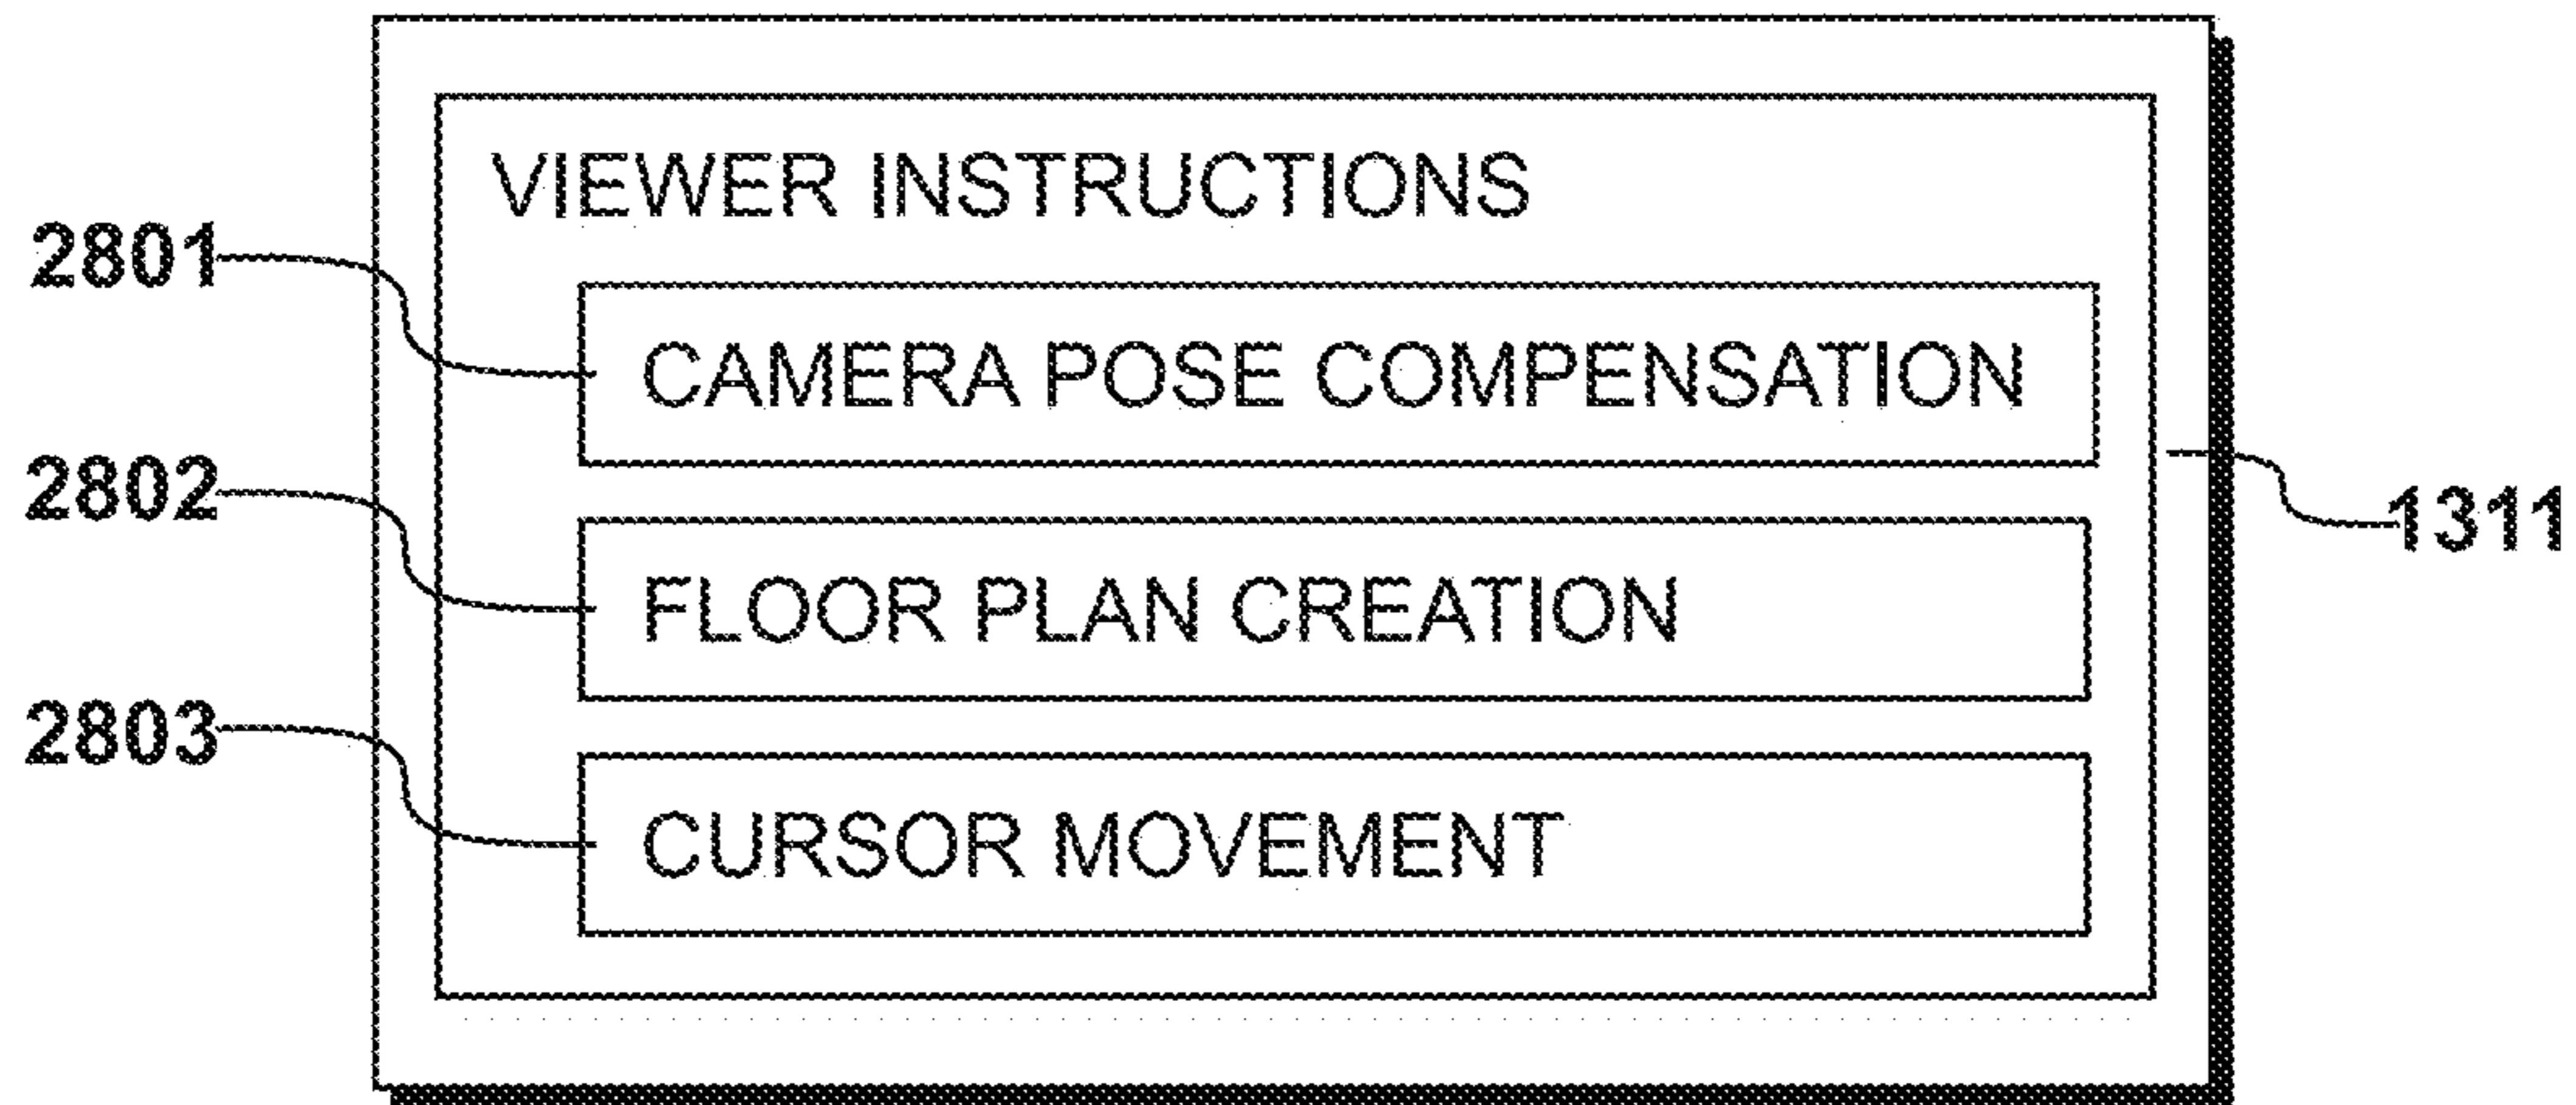 VIEWER INSTRUCTIONS
2801
CAMERA POSE COMPENSATION
2802
1311
FLOOR PLAN CREATION
2803
CURSOR MOVEMENT